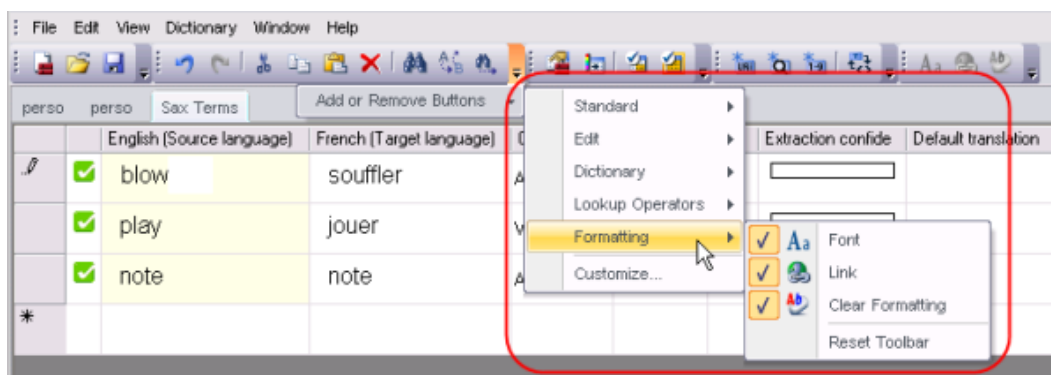 File Edit View Dictionary Window Help
perso perso Sax Terms
Add or Remove Buttons
English (Source language) French (Target language) Extraction confide Default translation
blow souffler
play jouer
note note
Standard
Edit
Dictionary
Lookup Operators
Formatting
Customize...
Font
Link
Clear Formatting
Reset Toolbar